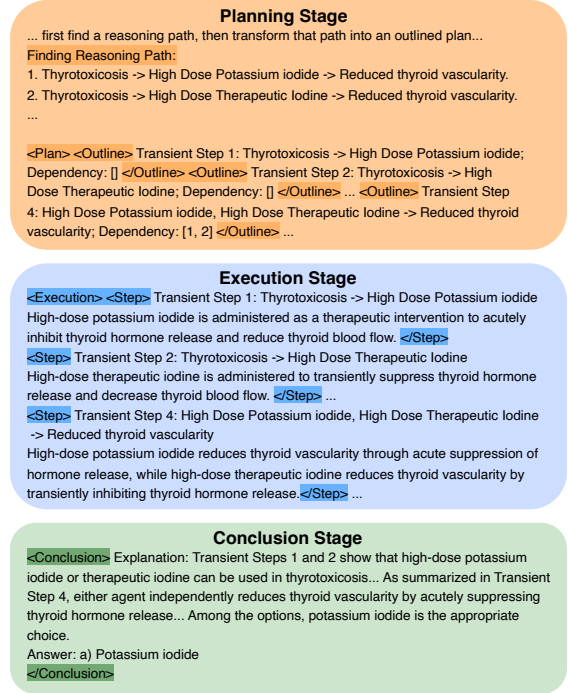 Planning Stage
... first find a reasoning path, then transform that path into an outlined plan...
Finding Reasoning Path:
1. Thyrotoxicosis -> High Dose Potassium iodide -> Reduced thyroid vascularity.
2. Thyrotoxicosis -> High Dose Therapeutic Iodine -> Reduced thyroid vascularity.
...
<Plan> <Outline> Transient Step 1: Thyrotoxicosis -> High Dose Potassium iodide;
Dependency: [] </Outline> <Outline> Transient Step 2: Thyrotoxicosis -> High
Dose Therapeutic Iodine; Dependency: [] </Outline> ... <Outline> Transient Step
4: High Dose Potassium iodide, High Dose Therapeutic Iodine -> Reduced thyroid
vascularity; Dependency: [1, 2] </Outline> ...
Execution Stage
<Execution> <Step> Transient Step 1: Thyrotoxicosis -> High Dose Potassium iodide
High-dose potassium iodide is administered as a therapeutic intervention to acutely
inhibit thyroid hormone release and reduce thyroid blood flow. </Step>
<Step> Transient Step 2: Thyrotoxicosis -> High Dose Therapeutic Iodine
High-dose therapeutic iodine is administered to transiently suppress thyroid hormone
release and decrease thyroid blood flow. </Step> ...
<Step> Transient Step 4: High Dose Potassium iodide, High Dose Therapeutic Iodine
-> Reduced thyroid vascularity
High-dose potassium iodide reduces thyroid vascularity through acute suppression of
hormone release, while high-dose therapeutic iodine reduces thyroid vascularity by
transiently inhibiting thyroid hormone release.</Step> ...
Conclusion Stage
<Conclusion> Explanation: Transient Steps 1 and 2 show that high-dose potassium
iodide or therapeutic iodine can be used in thyrotoxicosis... As summarized in Transient
Step 4, either agent independently reduces thyroid vascularity by acutely suppressing
thyroid hormone release... Among the options, potassium iodide is the appropriate
choice.
Answer: a) Potassium iodide
</Conclusion>